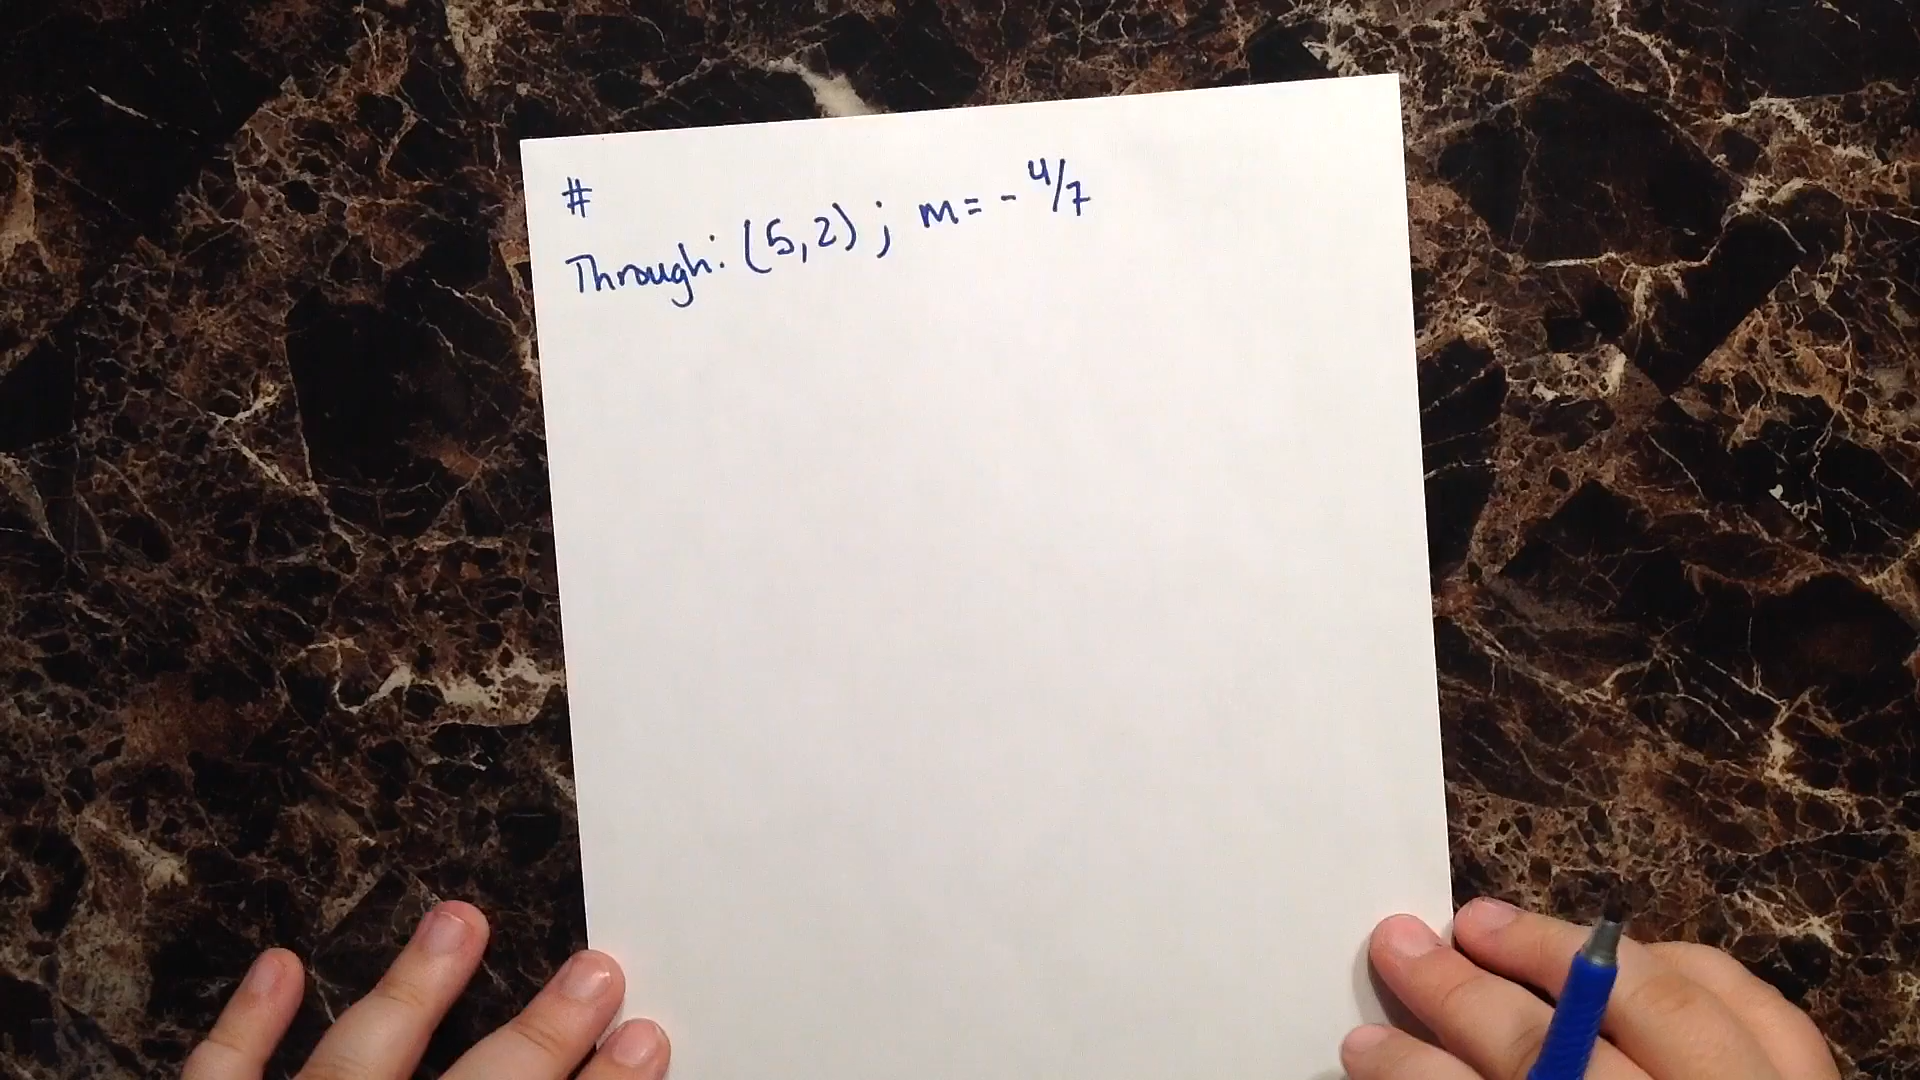 #
Through: (5,2) ; m = - 4/7